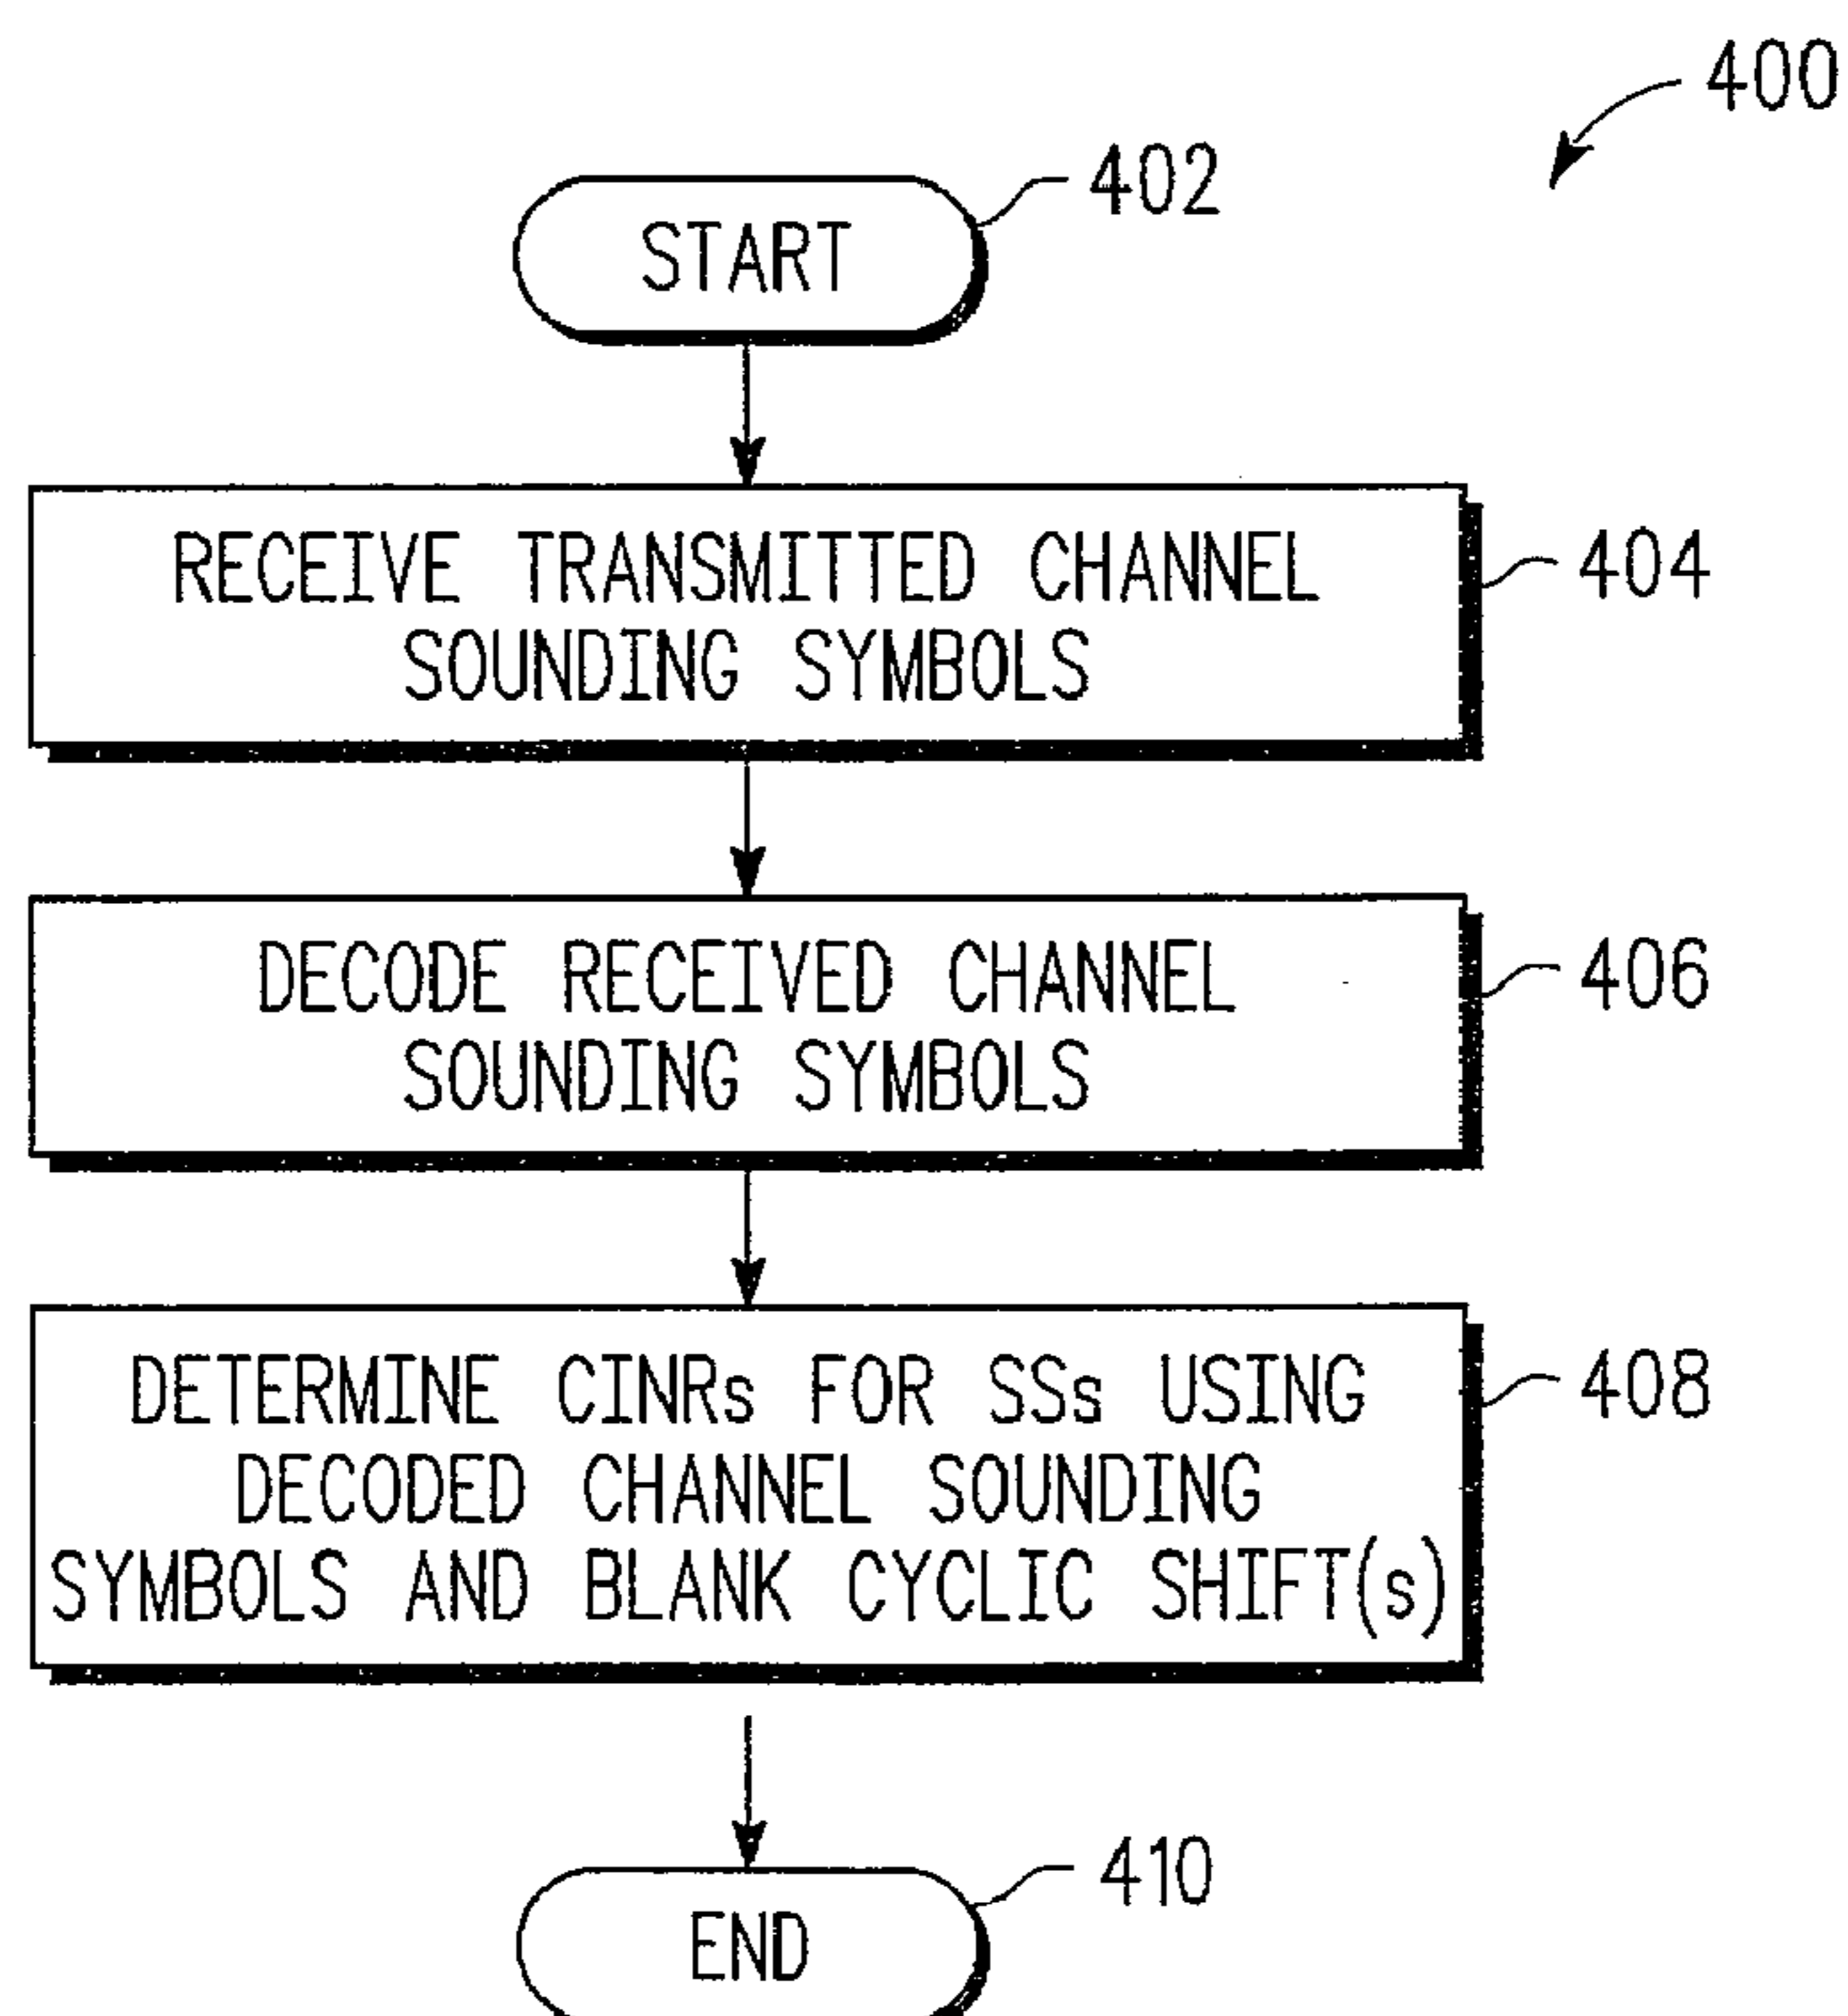 400
402
START
RECEIVE TRANSMITTED CHANNEL
SOUNDING SYMBOLS
404
DECODE RECEIVED CHANNEL
SOUNDING SYMBOLS
406
DETERMINE CINRs FOR SSs USING
DECODED CHANNEL SOUNDING
SYMBOLS AND BLANK CYCLIC SHIFT(s)
408
410
END